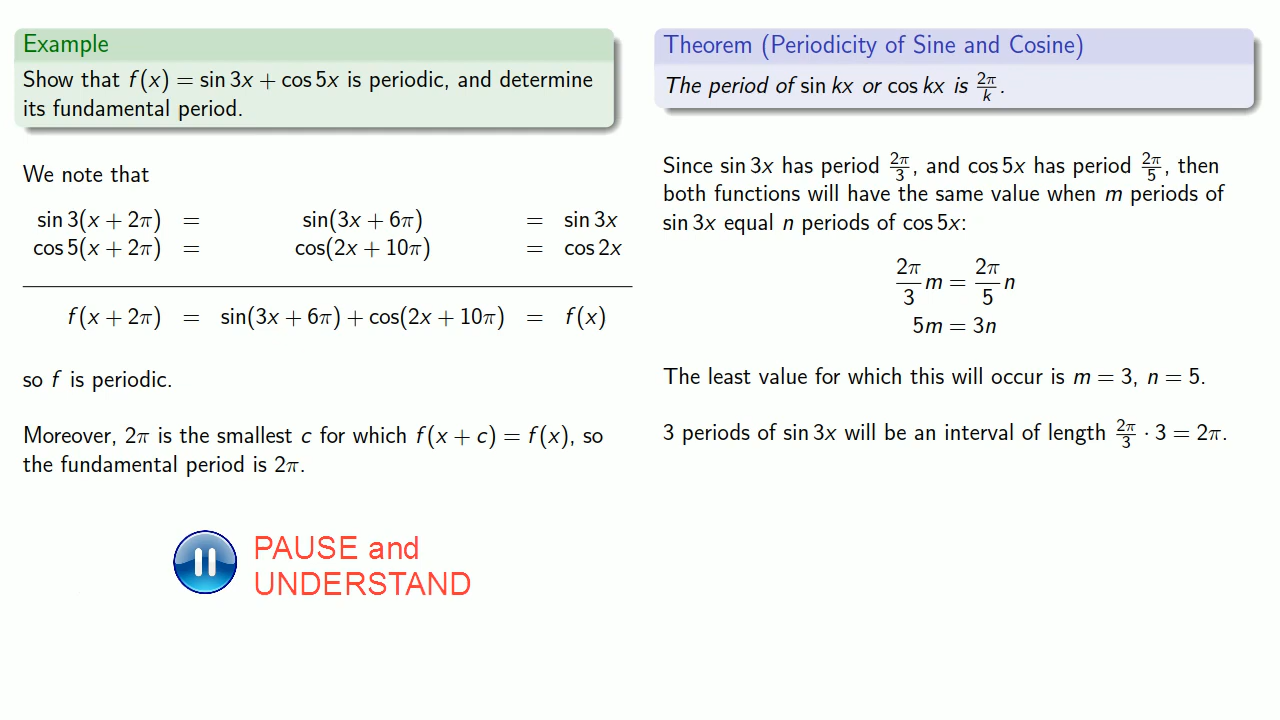 Example
Show that f(x) = sin 3x + cos 5x is periodic, and determine
its fundamental period.
We note that
sin 3(x + 2π) = sin(3x + 6π) = sin 3x
cos 5(x + 2π) = cos(2x + 10π) = cos 2x
f(x + 2π) = sin(3x + 6π) + cos(2x + 10π) = f(x)
so f is periodic.
Moreover, 2π is the smallest c for which f(x + c) = f(x), so
the fundamental period is 2π.
PAUSE and
UNDERSTAND
Theorem (Periodicity of Sine and Cosine)
The period of sin kx or cos kx is 2π/k.
Since sin 3x has period 2π/3, and cos 5x has period 2π/5, then
both functions will have the same value when m periods of
sin 3x equal n periods of cos 5x:
2π/3 m = 2π/5 n
5m = 3n
The least value for which this will occur is m = 3, n = 5.
3 periods of sin 3x will be an interval of length 2π/3 · 3 = 2π.